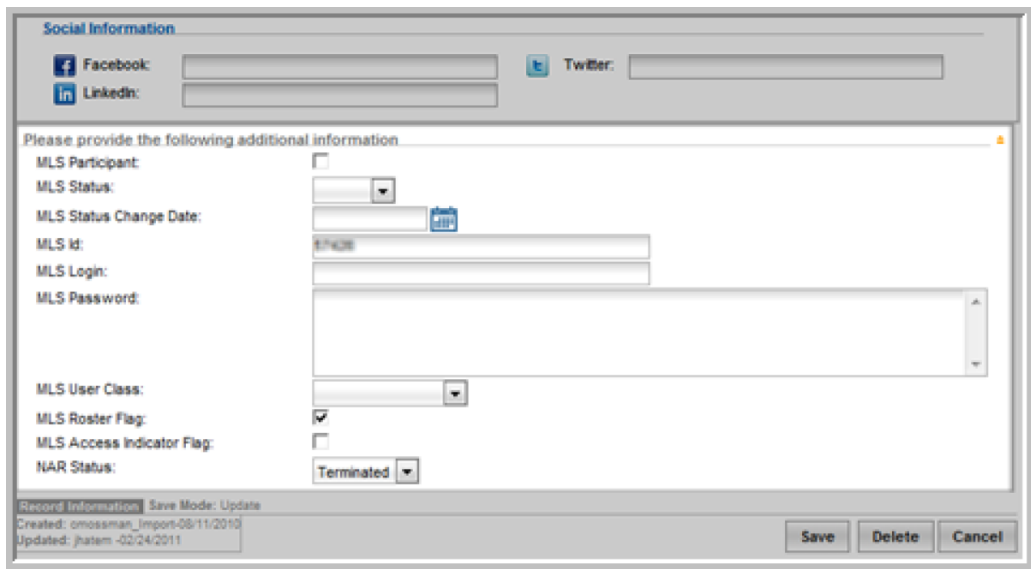 Social Information
Facebook: Twitter:
LinkedIn:
Please provide the following additional information
MLS Participant:
MLS Status:
MLS Status Change Date:
MLS Id:
MLS Login:
MLS Password:
MLS User Class:
MLS Roster Flag:
MLS Access Indicator Flag:
NAR Status: Terminated
Record Information Save Mode: Update
Created: omossman_Import-08/11/2010
Updated: jhatem -02/24/2011
Save Delete Cancel